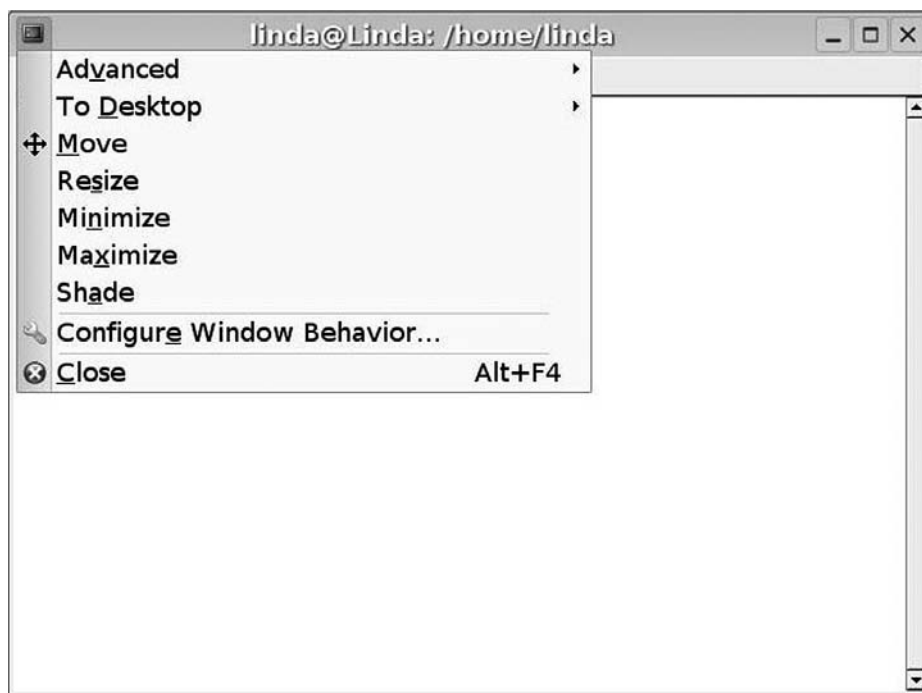 linda@Linda: /home/linda
Advanced
To Desktop
Move
Resize
Minimize
Maximize
Shade
Configure Window Behavior...
Close Alt+F4